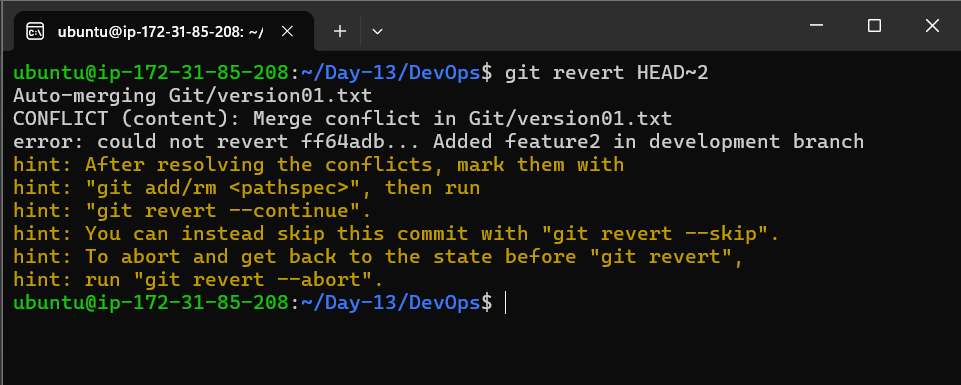 ubuntu@ip-172-31-85-208: ~/
ubuntu@ip-172-31-85-208:~/Day-13/DevOps$ git revert HEAD~2
Auto-merging Git/version01.txt
CONFLICT (content): Merge conflict in Git/version01.txt
error: could not revert ff64adb... Added feature2 in development branch
hint: After resolving the conflicts, mark them with
hint: "git add/rm <pathspec>", then run
hint: "git revert --continue".
hint: You can instead skip this commit with "git revert --skip".
hint: To abort and get back to the state before "git revert",
hint: run "git revert --abort".
ubuntu@ip-172-31-85-208:~/Day-13/DevOps$